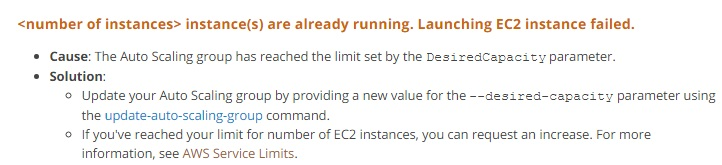 <number of instances> instance(s) are already running. Launching EC2 instance failed.
• Cause: The Auto Scaling group has reached the limit set by the DesiredCapacity parameter.
• Solution:
◦ Update your Auto Scaling group by providing a new value for the --desired-capacity parameter using
the update-auto-scaling-group command.
◦ If you've reached your limit for number of EC2 instances, you can request an increase. For more
information, see AWS Service Limits.